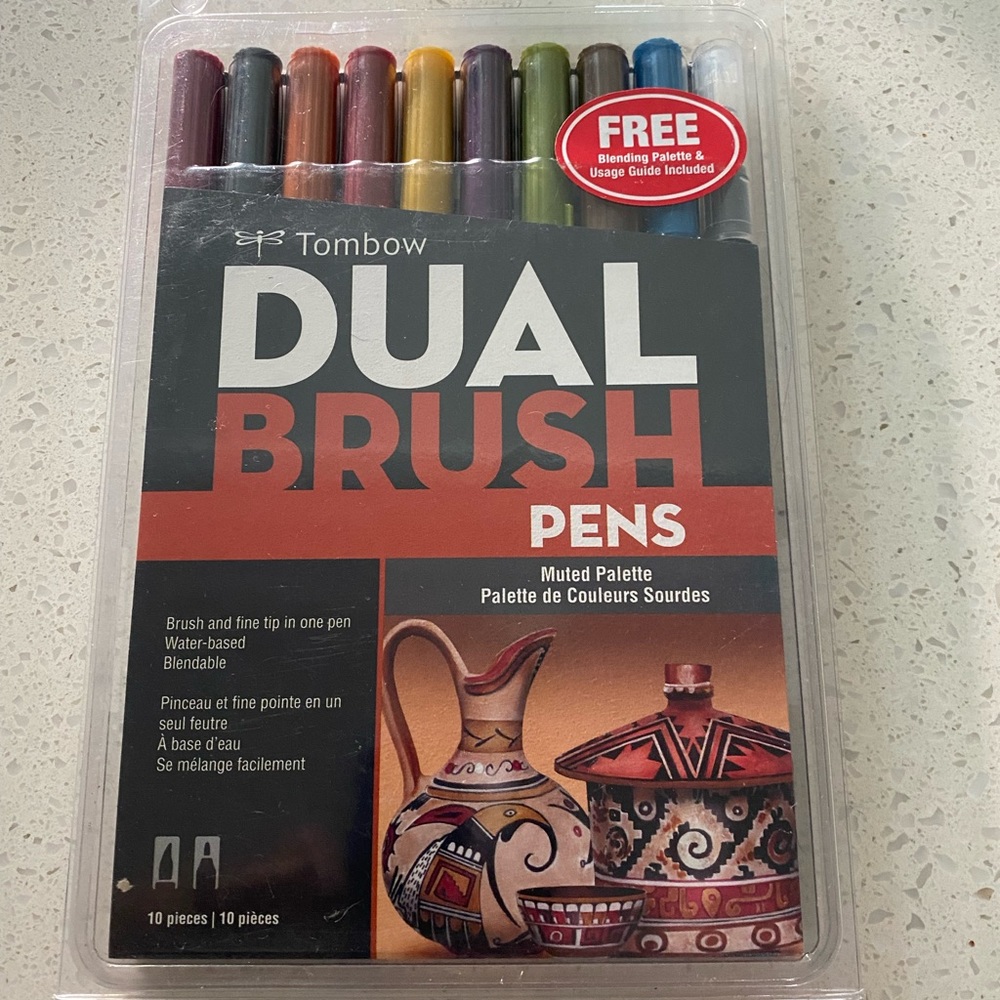 FREE
Blending Palette &
Usage Guide Included
Tombow
DUAL
BRUSH
PENS
Muted Palette
Palette de Couleurs Sourdes
Brush and fine tip in one pen
Water-based
Blendable
Pinceau et fine pointe en un
seul feutre
À base d'eau
Se mélange facilement
10 pieces | 10 pièces